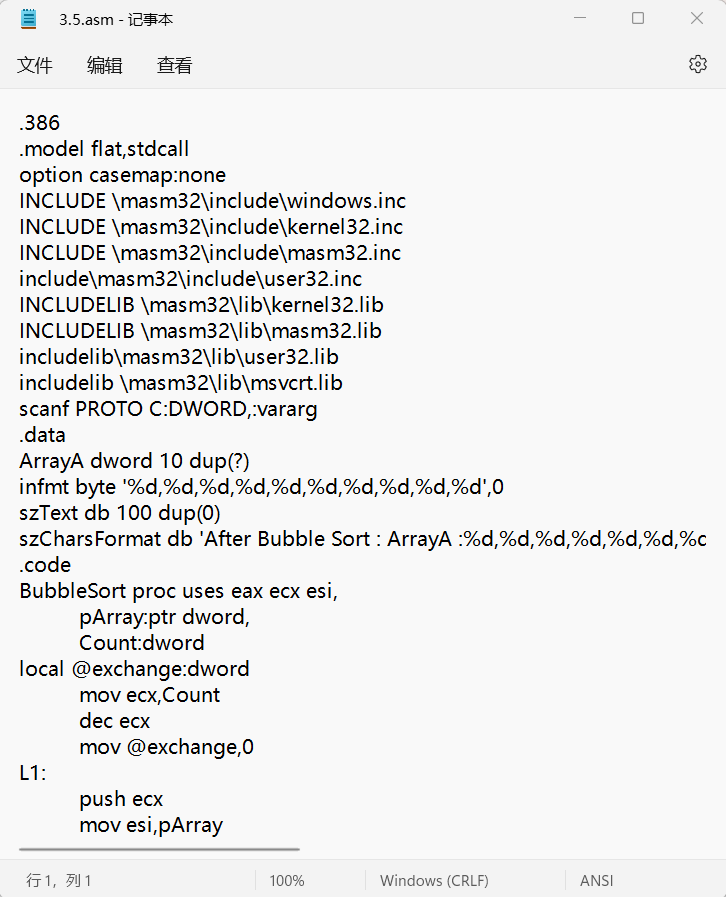 3.5.asm - 记事本
文件 编辑 查看
.386
.model flat,stdcall
option casemap:none
INCLUDE \masm32\include\windows.inc
INCLUDE \masm32\include\kernel32.inc
INCLUDE \masm32\include\masm32.inc
include\masm32\include\user32.inc
INCLUDELIB \masm32\lib\kernel32.lib
INCLUDELIB \masm32\lib\masm32.lib
includelib\masm32\lib\user32.lib
includelib \masm32\lib\msvcrt.lib
scanf PROTO C:DWORD,:vararg
.data
ArrayA dword 10 dup(?)
infmt byte '%d,%d,%d,%d,%d,%d,%d,%d,%d,%d',0
szText db 100 dup(0)
szCharsFormat db 'After Bubble Sort : ArrayA :%d,%d,%d,%d,%d,%d,%c
.code
BubbleSort proc uses eax ecx esi,
pArray:ptr dword,
Count:dword
local @exchange:dword
mov ecx,Count
dec ecx
mov @exchange,0
L1:
push ecx
mov esi,pArray
行 1，列 1 100% Windows (CRLF) ANSI